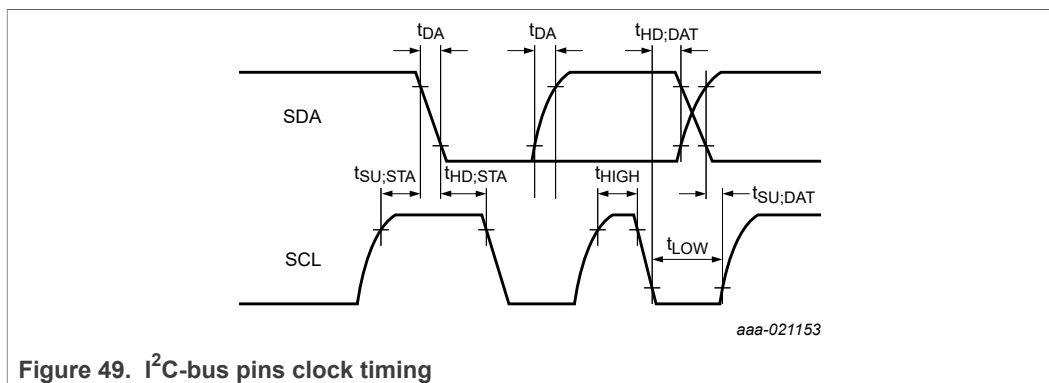 tDA tDA tHD;DAT
SDA
tSU;STA tHD;STA tHIGH tSU;DAT
SCL tLOW
aaa-021153
Figure 49. I²C-bus pins clock timing